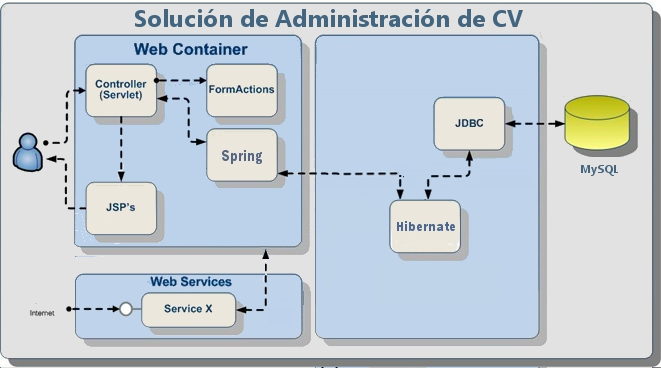 Solución de Administración de CV
Web Container
Controller
(Servlet)
FormActions
Spring
JSP's
JDBC
MySQL
Hibernate
Web Services
Service X
Internet